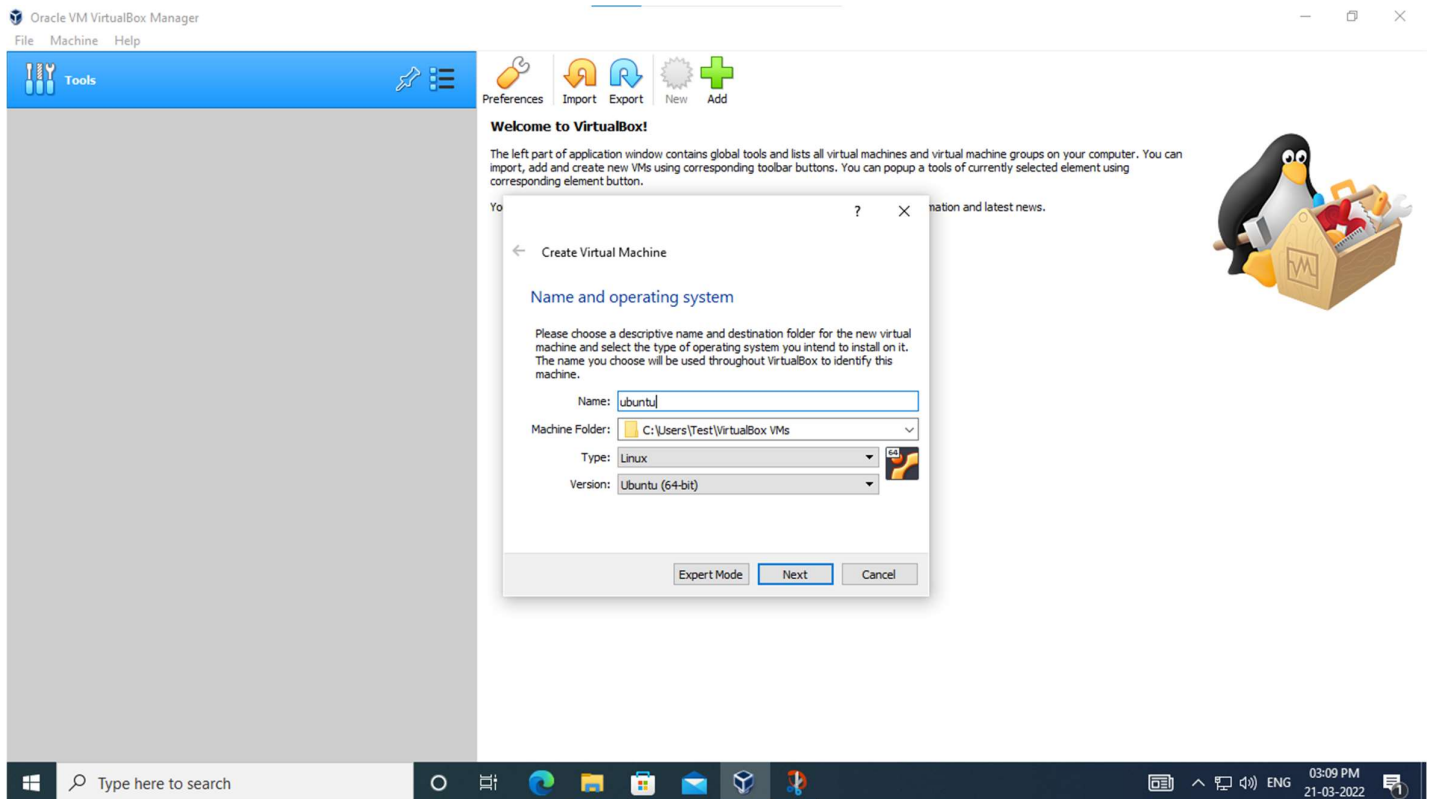 Oracle VM VirtualBox Manager
File Machine Help
Tools
Preferences Import Export New Add
Welcome to VirtualBox!
The left part of application window contains global tools and lists all virtual machines and virtual machine groups on your computer. You can
import, add and create new VMs using corresponding toolbar buttons. You can popup a tools of currently selected element using
corresponding element button.
Yo
mation and latest news.
?
Create Virtual Machine
Name and operating system
Please choose a descriptive name and destination folder for the new virtual
machine and select the type of operating system you intend to install on it.
The name you choose will be used throughout VirtualBox to identify this
machine.
Name: ubuntu
Machine Folder: C:\Users\Test\VirtualBox VMs
Type: Linux
64
Version: Ubuntu (64-bit)
Expert Mode Next Cancel
Type here to search
ENG
03:09 PM
21-03-2022
1